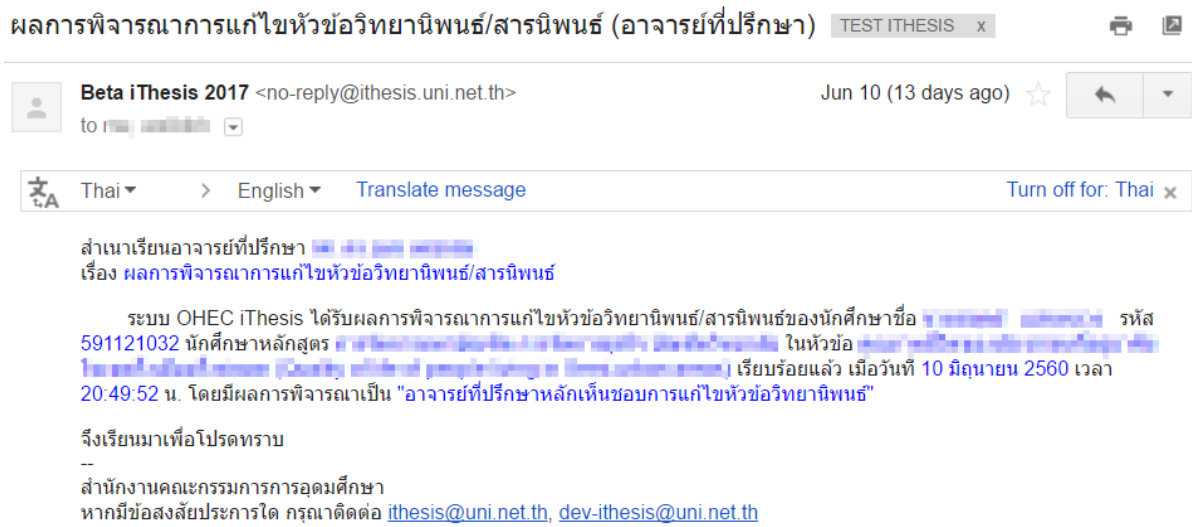 ผลการพิจารณาการแก้ไขหัวข้อวิทยานิพนธ์/สารนิพนธ์ (อาจารย์ที่ปรึกษา) TEST ITHESIS x
Beta iThesis 2017 <no-reply@ithesis.uni.net.th> Jun 10 (13 days ago)
to
Thai > English Translate message Turn off for: Thai x
สำเนาเรียนอาจารย์ที่ปรึกษา
เรื่อง ผลการพิจารณาการแก้ไขหัวข้อวิทยานิพนธ์/สารนิพนธ์
ระบบ OHEC iThesis ได้รับผลการพิจารณาการแก้ไขหัวข้อวิทยานิพนธ์/สารนิพนธ์ของนักศึกษาชื่อ รหัส
591121032 นักศึกษาหลักสูตร ในหัวข้อ
เรียบร้อยแล้ว เมื่อวันที่ 10 มิถุนายน 2560 เวลา
20:49:52 น. โดยมีผลการพิจารณาเป็น "อาจารย์ที่ปรึกษาหลักเห็นชอบการแก้ไขหัวข้อวิทยานิพนธ์"
จึงเรียนมาเพื่อโปรดทราบ
--
สำนักงานคณะกรรมการการอุดมศึกษา
หากมีข้อสงสัยประการใด กรุณาติดต่อ ithesis@uni.net.th, dev-ithesis@uni.net.th